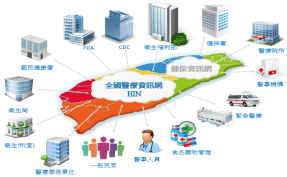 FDA
CDC
衛生福利部
健保署
醫療院所
國民健康署
健保資訊網
醫事機構
全國醫療資訊網
HIN
衛生局
緊急醫療
衛生所(室)
食品藥物管理
醫事人員
一般民眾
醫療學術單位